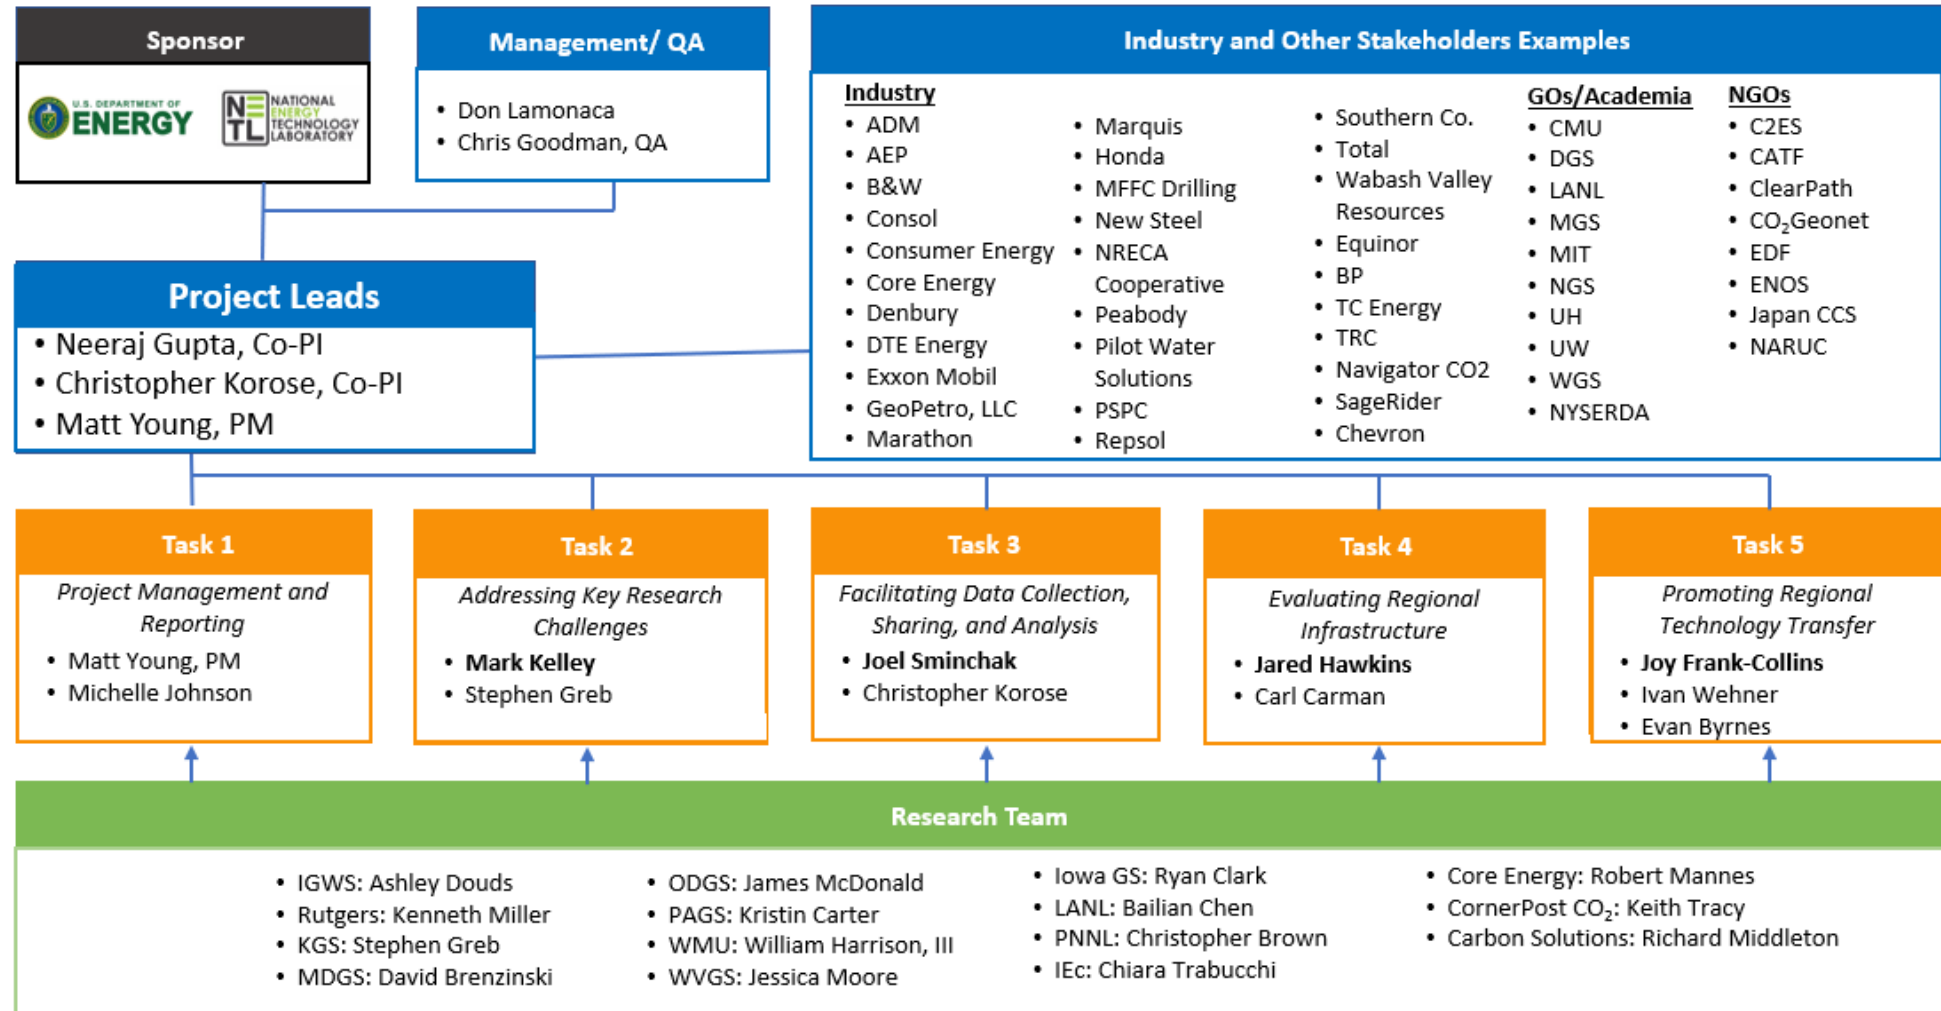 Sponsor
U.S. DEPARTMENT OF
ENERGY
NETL
NATIONAL
ENERGY
TECHNOLOGY
LABORATORY
Management/ QA
• Don Lamonaca
• Chris Goodman, QA
Industry and Other Stakeholders Examples
Industry
• ADM
• AEP
• B&W
• Consol
• Consumer Energy
• Core Energy
• Denbury
• DTE Energy
• Exxon Mobil
• GeoPetro, LLC
• Marathon
• Marquis
• Honda
• MFFC Drilling
• New Steel
• NRECA
Cooperative
• Peabody
• Pilot Water
Solutions
• PSPC
• Repsol
• Southern Co.
• Total
• Wabash Valley
Resources
• Equinor
• BP
• TC Energy
• TRC
• Navigator CO2
• SageRider
• Chevron
GOs/Academia
• CMU
• DGS
• LANL
• MGS
• MIT
• NGS
• UH
• UW
• WGS
• NYSERDA
NGOs
• C2ES
• CATF
• ClearPath
• CO₂Geonet
• EDF
• ENOS
• Japan CCS
• NARUC
Project Leads
• Neeraj Gupta, Co-PI
• Christopher Korose, Co-PI
• Matt Young, PM
Task 1
Project Management and
Reporting
• Matt Young, PM
• Michelle Johnson
Task 2
Addressing Key Research
Challenges
• Mark Kelley
• Stephen Greb
Task 3
Facilitating Data Collection,
Sharing, and Analysis
• Joel Sminchak
• Christopher Korose
Task 4
Evaluating Regional
Infrastructure
• Jared Hawkins
• Carl Carman
Task 5
Promoting Regional
Technology Transfer
• Joy Frank-Collins
• Ivan Wehner
• Evan Byrnes
Research Team
• IGWS: Ashley Douds
• Rutgers: Kenneth Miller
• KGS: Stephen Greb
• MDGS: David Brenzinski
• ODGS: James McDonald
• PAGS: Kristin Carter
• WMU: William Harrison, III
• WVGS: Jessica Moore
• Iowa GS: Ryan Clark
• LANL: Bailian Chen
• PNNL: Christopher Brown
• IEc: Chiara Trabucchi
• Core Energy: Robert Mannes
• CornerPost CO₂: Keith Tracy
• Carbon Solutions: Richard Middleton